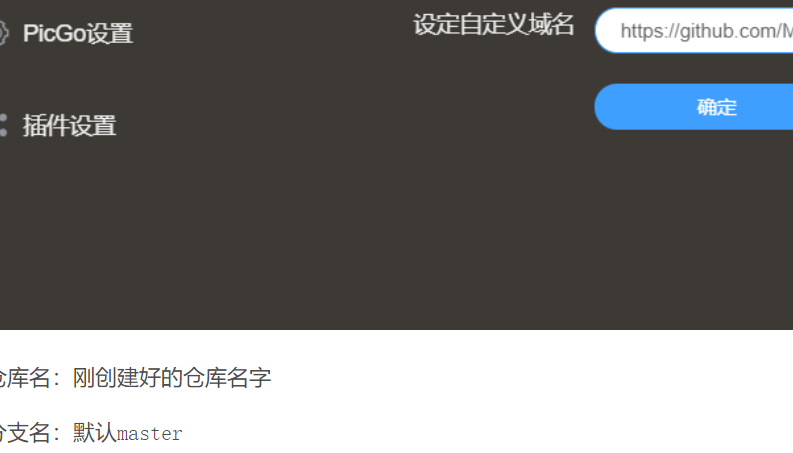 PicGo设置
设定自定义域名
https://github.com/M
确定
插件设置
仓库名：刚创建好的仓库名字
分支名：默认master